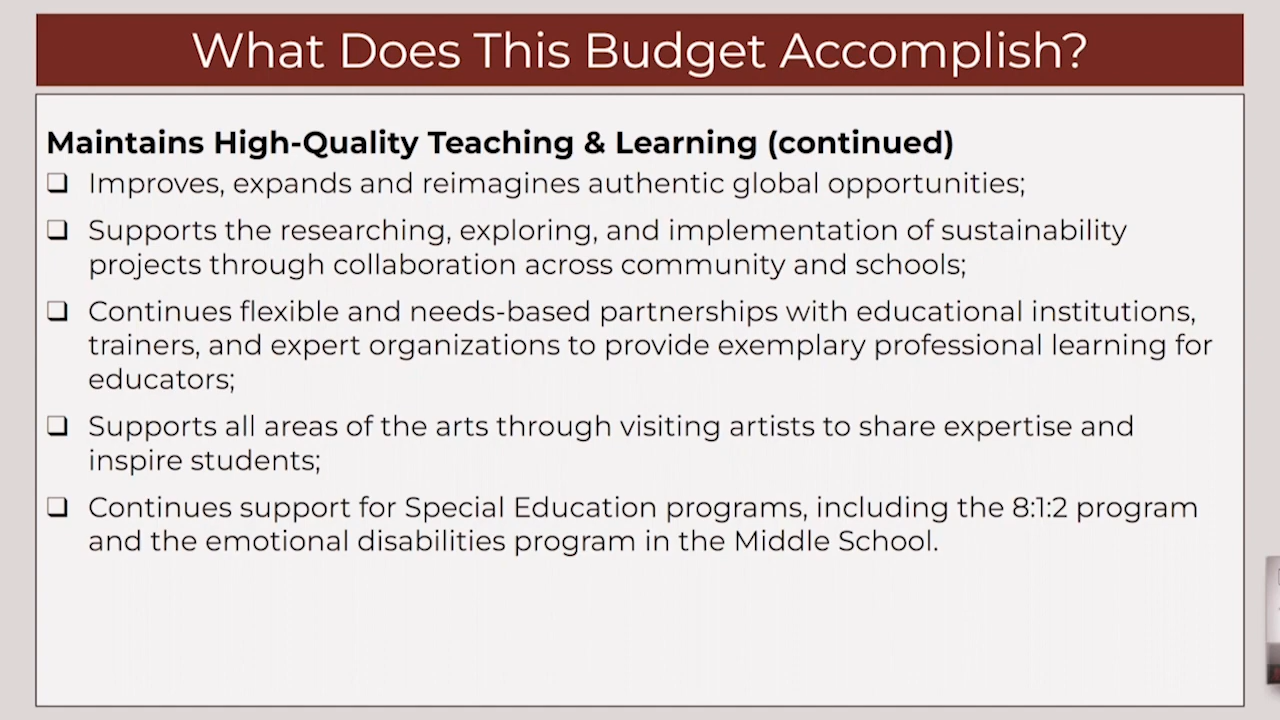 What Does This Budget Accomplish?
Maintains High-Quality Teaching & Learning (continued)
❑ Improves, expands and reimagines authentic global opportunities;
❑ Supports the researching, exploring, and implementation of sustainability
projects through collaboration across community and schools;
❑ Continues flexible and needs-based partnerships with educational institutions,
trainers, and expert organizations to provide exemplary professional learning for
educators;
❑ Supports all areas of the arts through visiting artists to share expertise and
inspire students;
❑ Continues support for Special Education programs, including the 8:1:2 program
and the emotional disabilities program in the Middle School.